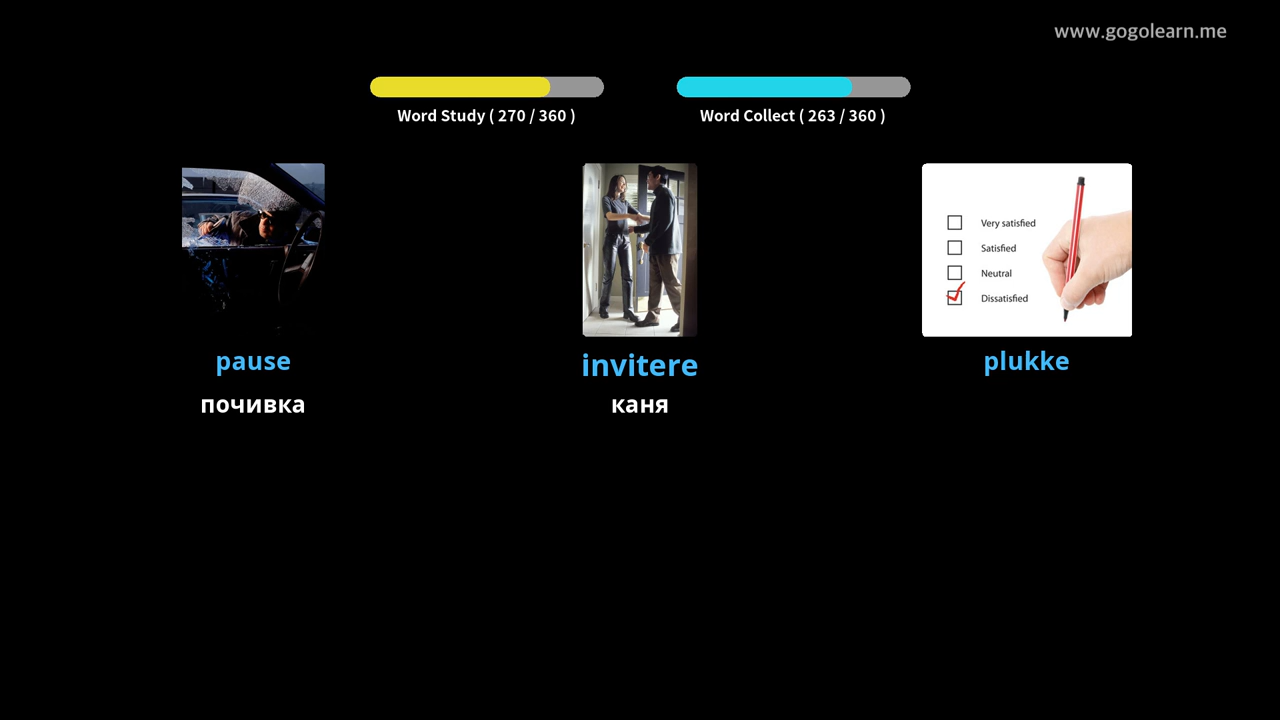 www.gogolearn.me
Word Study ( 270 / 360 )
Word Collect ( 263 / 360 )
Very satisfied
Satisfied
Neutral
Dissatisfied
pause
invitere
plukke
почивка
каня